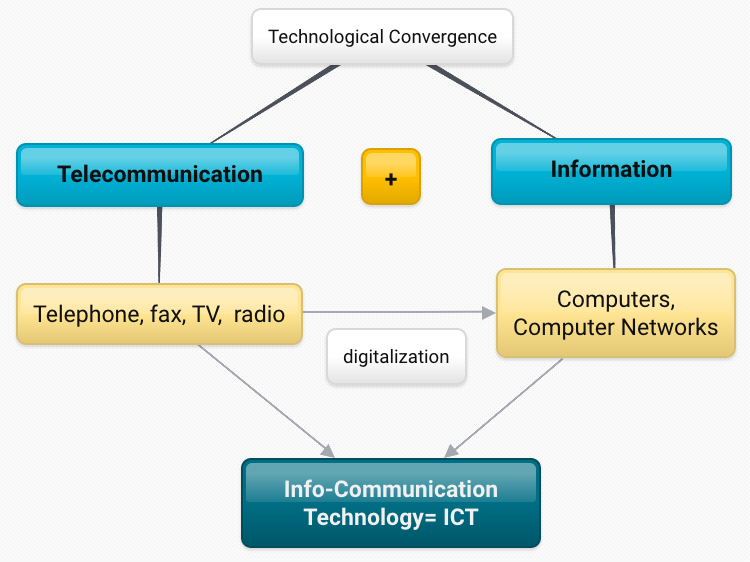 Technological Convergence
Telecommunication
+
Information
Telephone, fax, TV,  radio
Computers,
Computer Networks
digitalization
Info-Communication
Technology= ICT